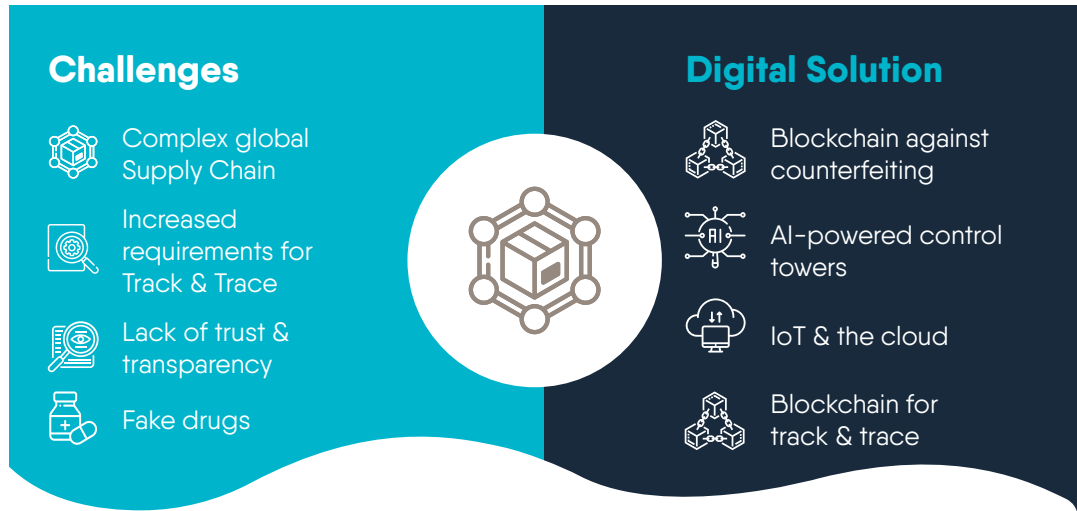 Challenges
Complex global
Supply Chain
Increased
requirements for
Track & Trace
Lack of trust &
transparency
Fake drugs
Digital Solution
Blockchain against
counterfeiting
AI
AI-powered control
towers
IoT & the cloud
Blockchain for
track & trace